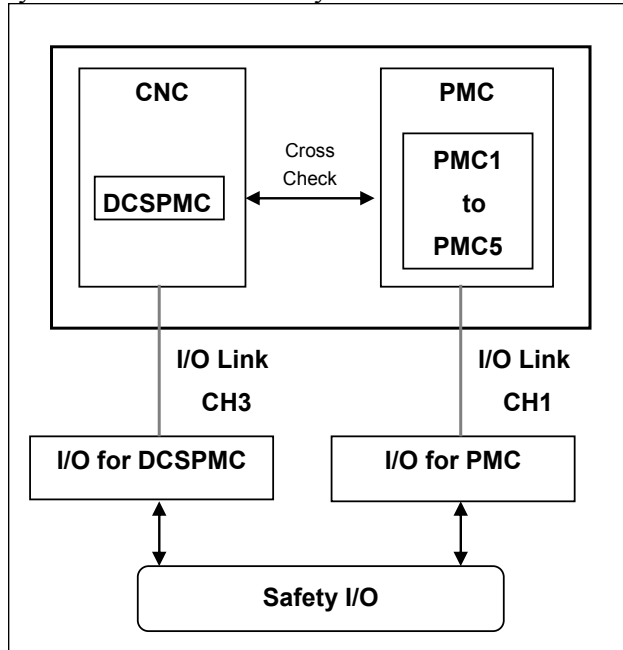 CNC
PMC
Cross
Check
DCSPMC
PMC1
to
PMC5
I/O Link
CH3
I/O Link
CH1
I/O for DCSPMC
I/O for PMC
Safety I/O